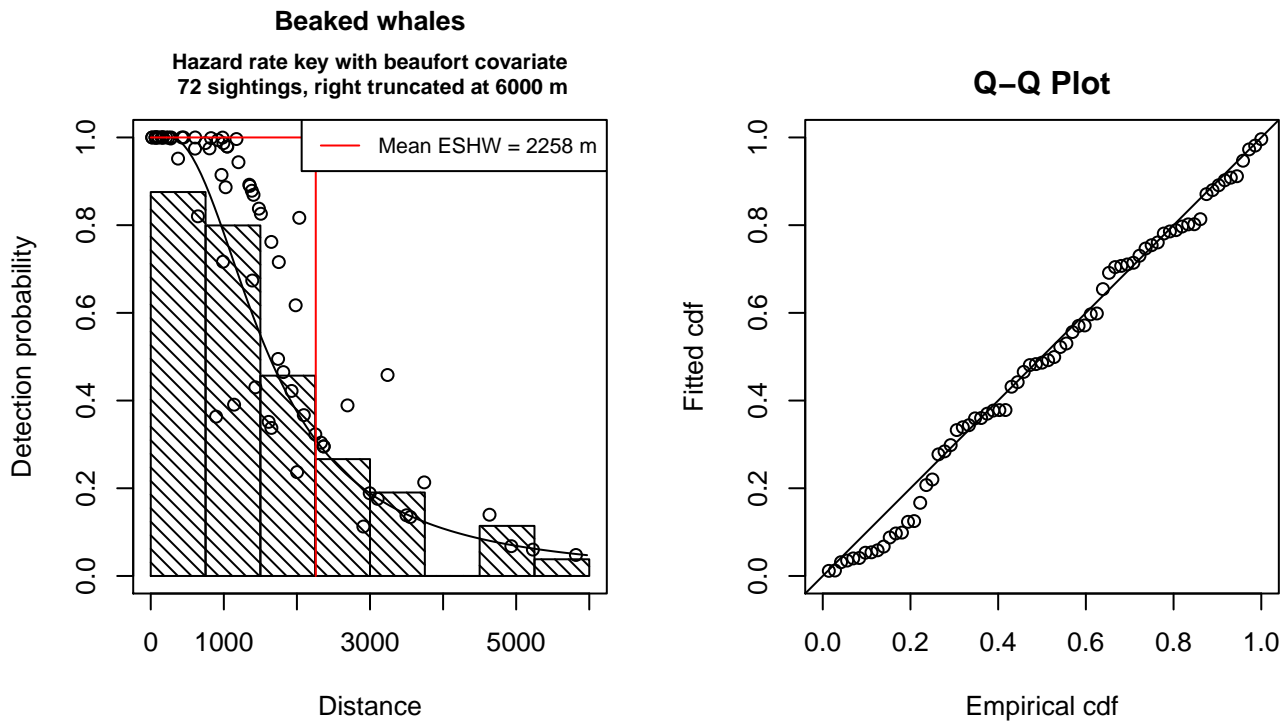 Beaked whales
Hazard rate key with beaufort covariate
72 sightings, right truncated at 6000 m
Mean ESHW = 2258 m
Detection probability
0.0
0.2
0.4
0.6
0.8
1.0
0
1000
3000
5000
Distance
Q−Q Plot
Fitted cdf
0.0
0.2
0.4
0.6
0.8
1.0
0.0
0.2
0.4
0.6
0.8
1.0
Empirical cdf